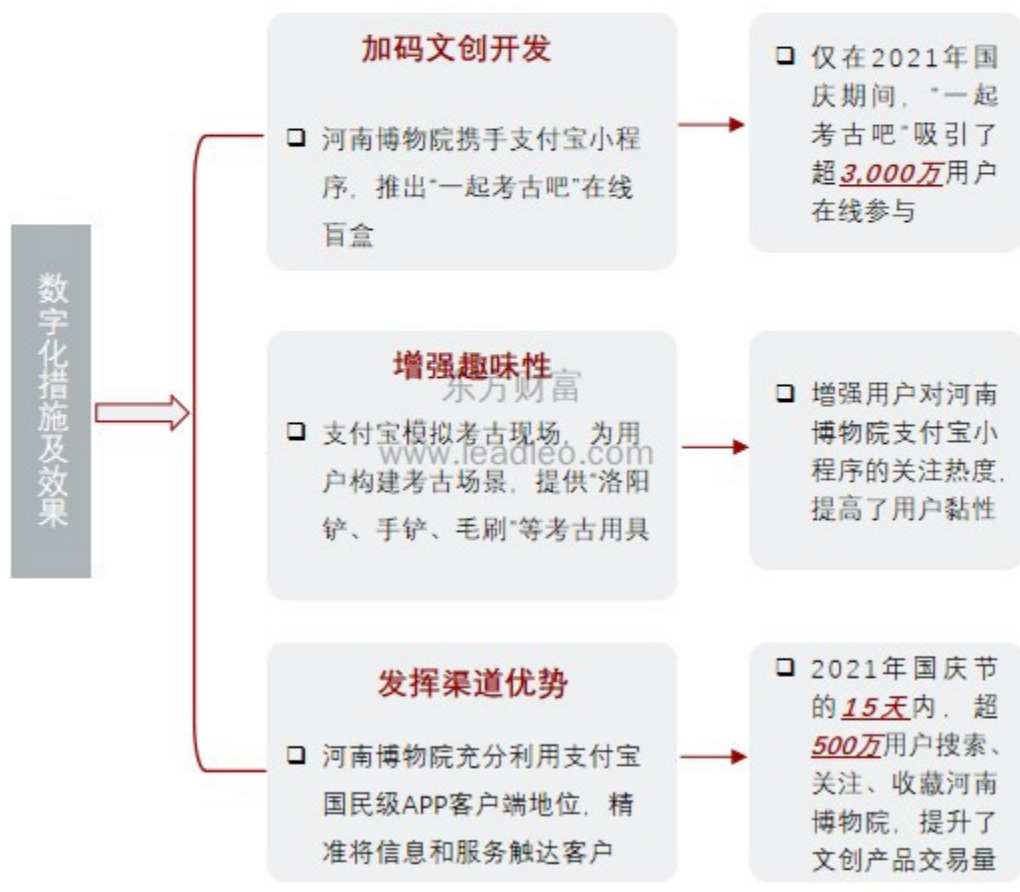 数字化措施及效果
加码文创开发
❑ 河南博物院携手支付宝小程
序，推出“一起考古吧”在线
盲盒
❑ 仅在2021年国
庆期间，“一起
考古吧”吸引了
超3,000万用户
在线参与
增强趣味性
东方财富
❑ 支付宝模拟考古现场，为用
www.leadleo.com
户构建考古场景，提供“洛阳
铲、手铲、毛刷”等考古用具
❑ 增强用户对河南
博物院支付宝小
程序的关注热度，
提高了用户黏性
发挥渠道优势
❑ 河南博物院充分利用支付宝
国民级APP客户端地位，精
准将信息和服务触达客户
❑ 2021年国庆节
的15天内，超
500万用户搜索、
关注、收藏河南
博物院，提升了
文创产品交易量